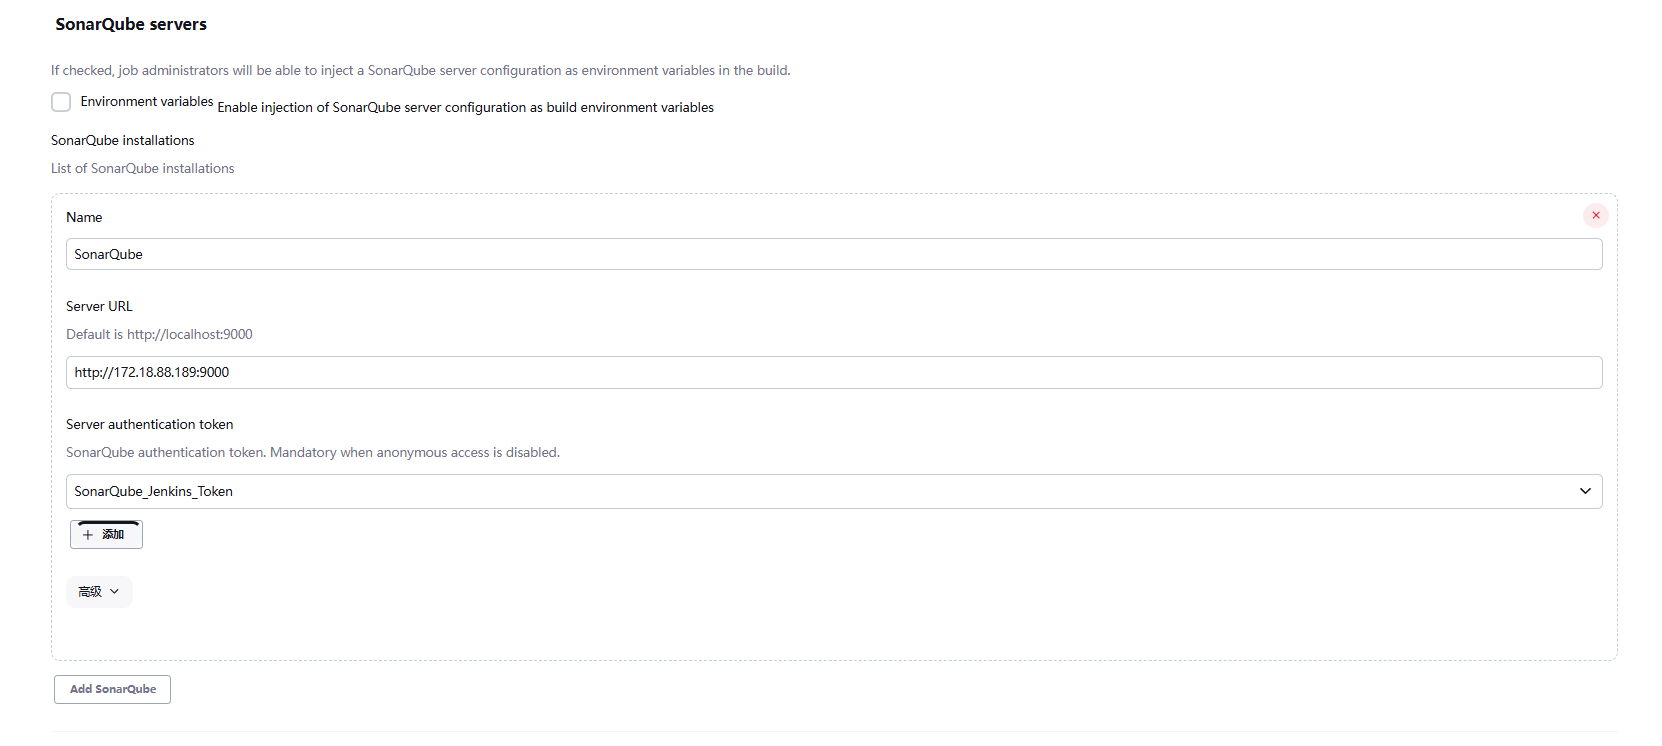 SonarQube servers
If checked, job administrators will be able to inject a SonarQube server configuration as environment variables in the build.
Environment variables Enable injection of SonarQube server configuration as build environment variables
SonarQube installations
List of SonarQube installations
Name
SonarQube
Server URL
Default is http://localhost:9000
http://172.18.88.189:9000
Server authentication token
SonarQube authentication token. Mandatory when anonymous access is disabled.
SonarQube_Jenkins_Token
添加
高级
Add SonarQube